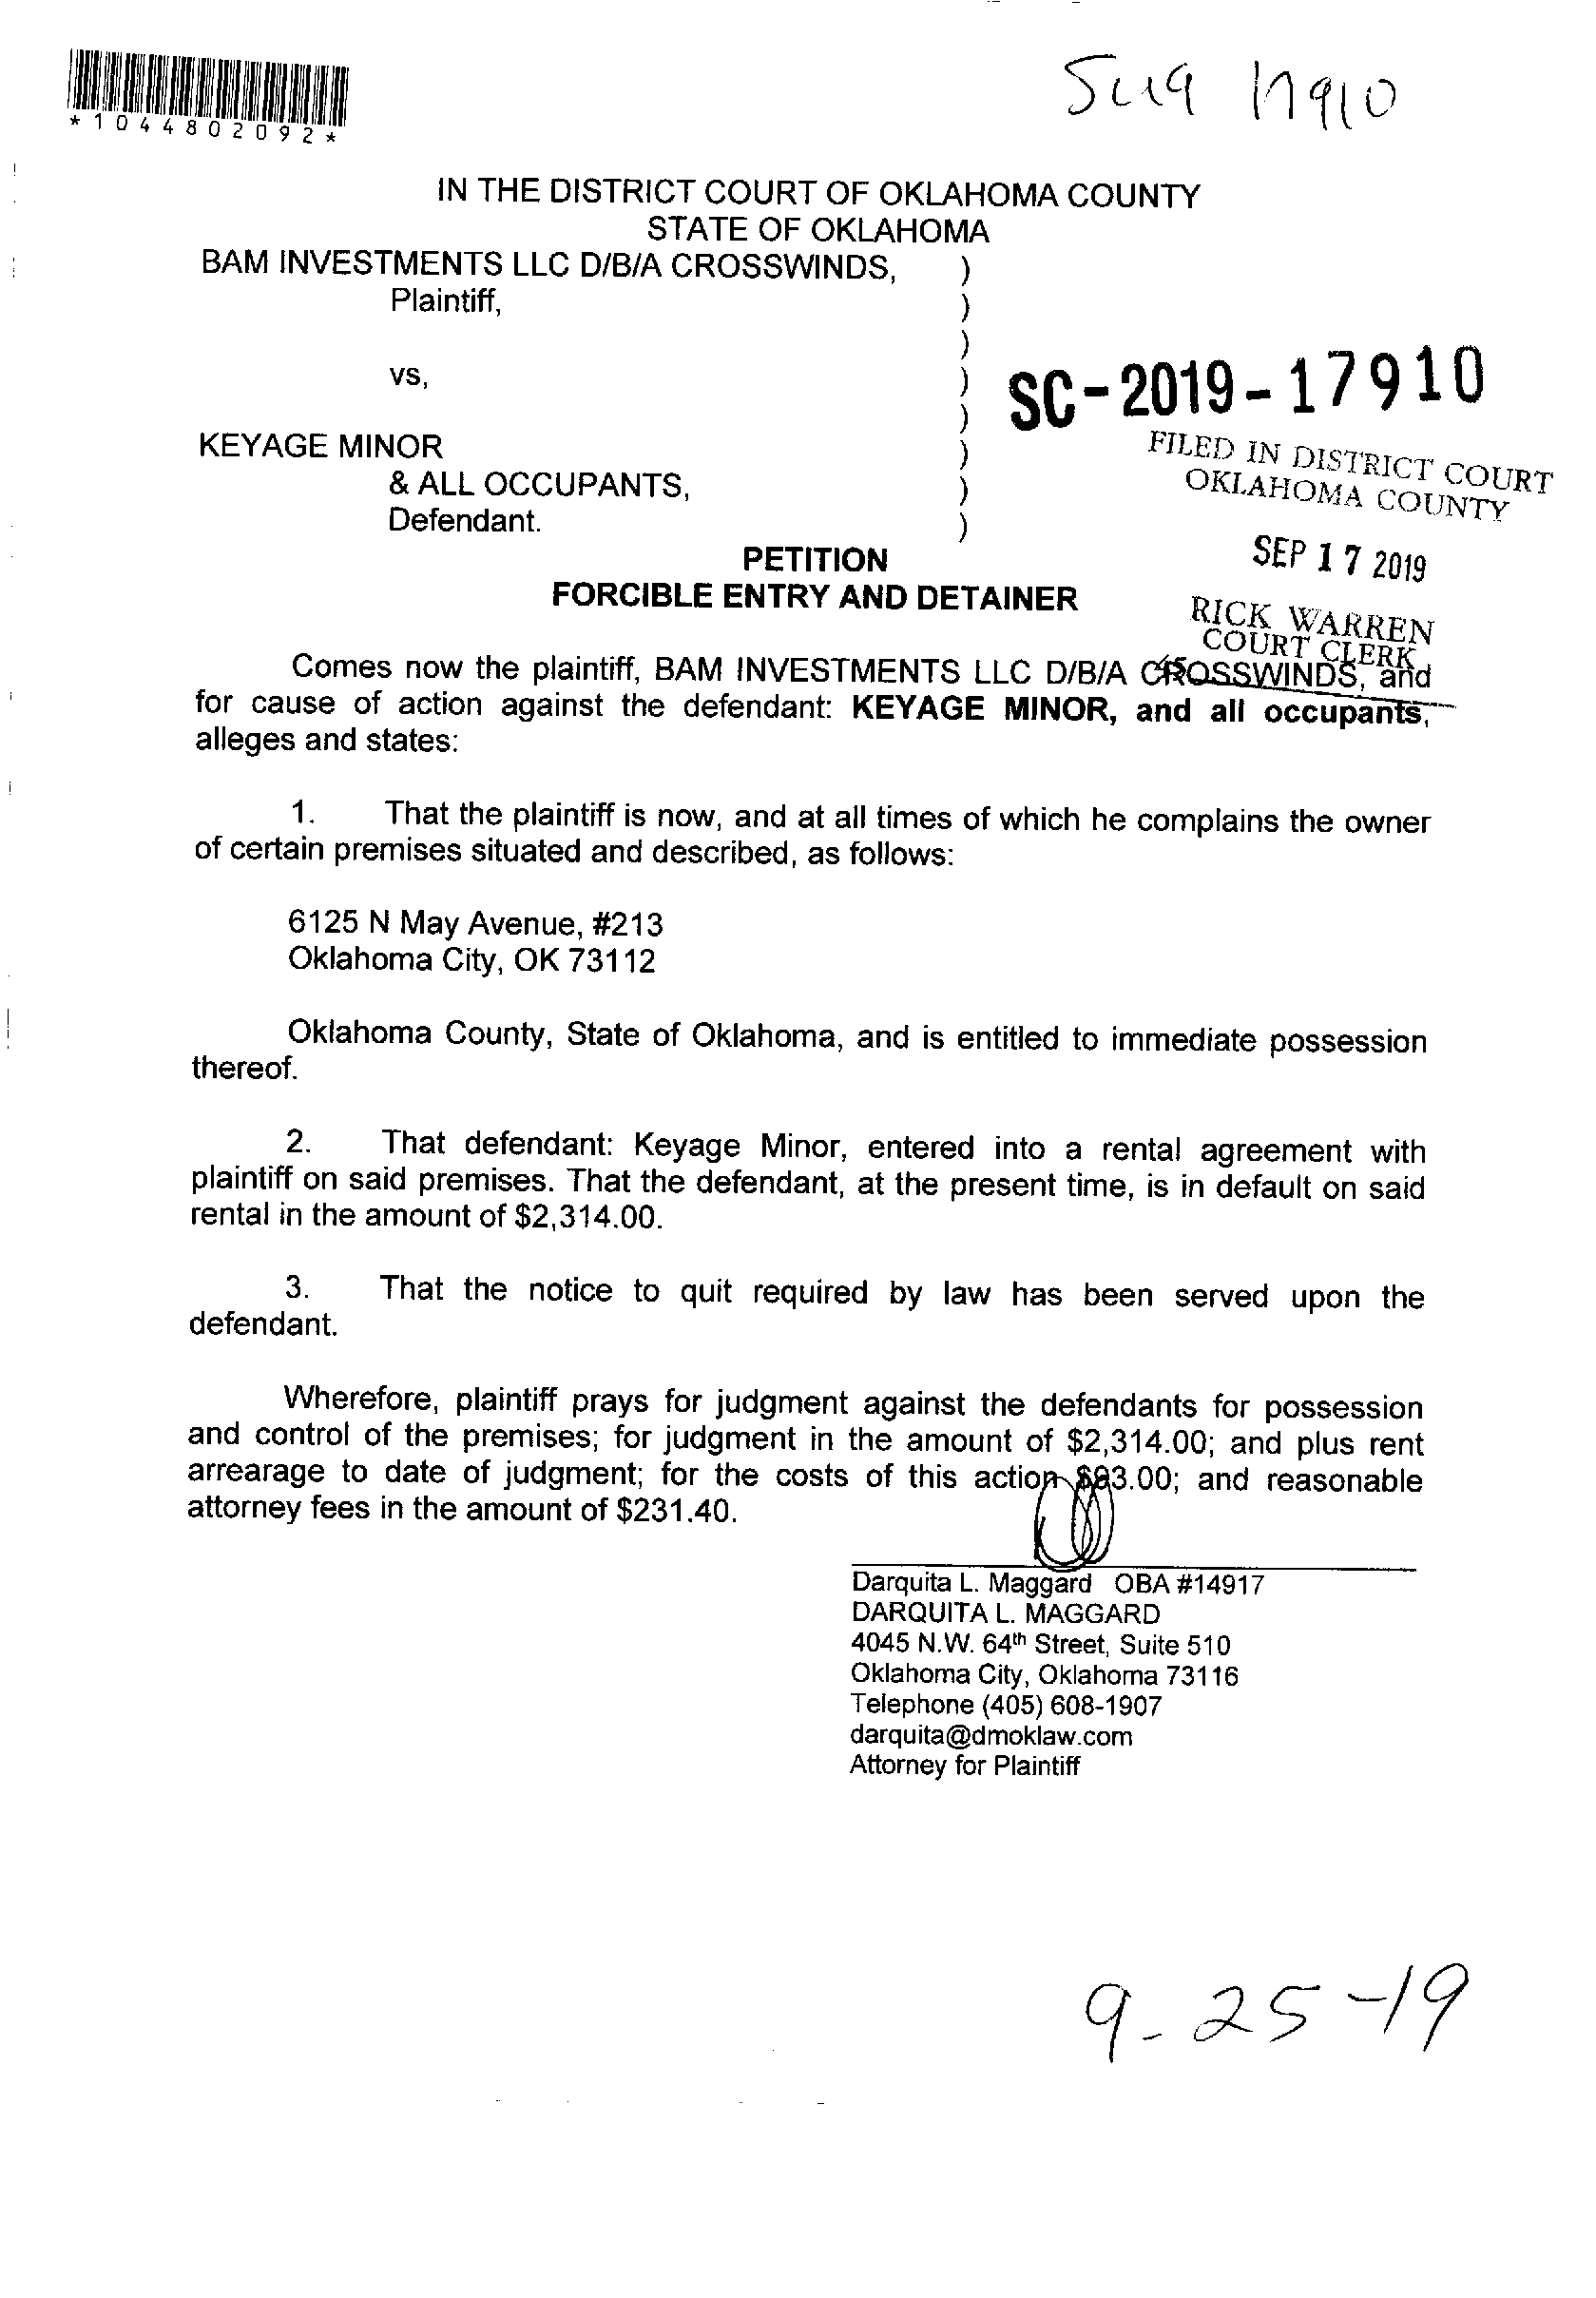 Sc19 17910
*1044802092*
IN THE DISTRICT COURT OF OKLAHOMA COUNTY
STATE OF OKLAHOMA
BAM INVESTMENTS LLC D/B/A CROSSWINDS, )
Plaintiff, )
)
vs, )
) SC-2019-17910
KEYAGE MINOR )
& ALL OCCUPANTS, )
Defendant. )
FILED IN DISTRICT COURT
OKLAHOMA COUNTY
SEP 17 2019
RICK WARREN
COURT CLERK
PETITION
FORCIBLE ENTRY AND DETAINER
Comes now the plaintiff, BAM INVESTMENTS LLC D/B/A CROSSWINDS, and
for cause of action against the defendant: KEYAGE MINOR, and all occupants,
alleges and states:
1. That the plaintiff is now, and at all times of which he complains the owner
of certain premises situated and described, as follows:
6125 N May Avenue, #213
Oklahoma City, OK 73112
Oklahoma County, State of Oklahoma, and is entitled to immediate possession
thereof.
2. That defendant: Keyage Minor, entered into a rental agreement with
plaintiff on said premises. That the defendant, at the present time, is in default on said
rental in the amount of $2,314.00.
3. That the notice to quit required by law has been served upon the
defendant.
Wherefore, plaintiff prays for judgment against the defendants for possession
and control of the premises; for judgment in the amount of $2,314.00; and plus rent
arrearage to date of judgment; for the costs of this action and reasonable
attorney fees in the amount of $231.40.
Darquita L. Maggard OBA #14917
DARQUITA L. MAGGARD
4045 N.W. 64th Street, Suite 510
Oklahoma City, Oklahoma 73116
Telephone (405) 608-1907
darquita@dmoklaw.com
Attorney for Plaintiff
9-25-19